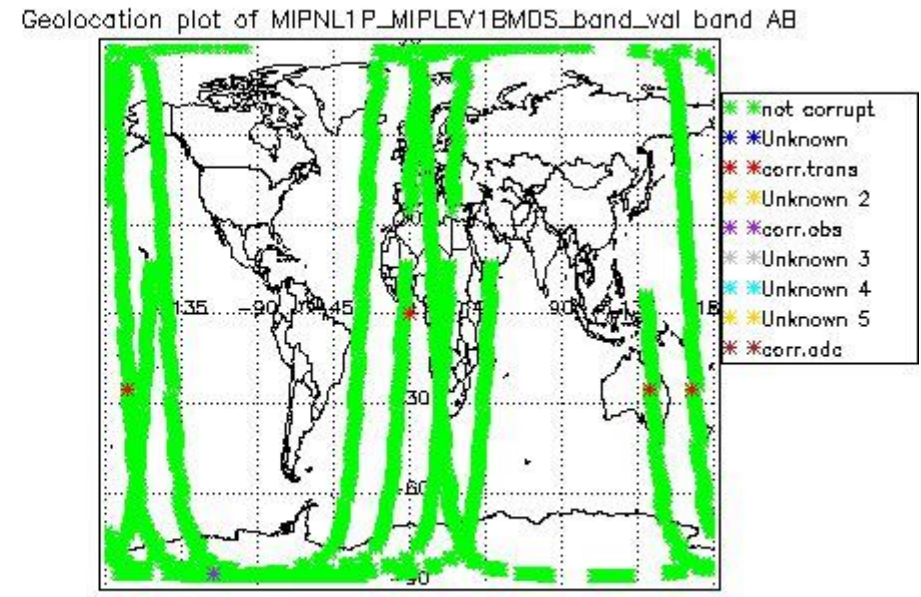 Geolocation plot of MIPNL1P_MIPLEV1BMDS_band_val band AB
not corrupt
Unknown
corr.trans
Unknown 2
corr.obs
Unknown 3
Unknown 4
Unknown 5
corr.adc
135 -90 45 90
30
-60
-90